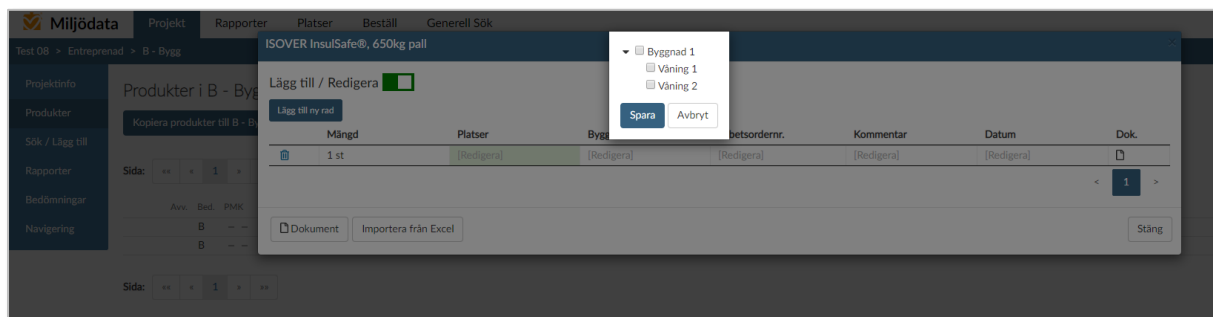 Miljödata Projekt Rapporter Platser Beställ Generell Sök
Test 08 > Entreprenad > B - Bygg
ISOVER InsulSafe®, 650kg pall ×
Byggnad 1
Våning 1
Våning 2
Spara Avbryt
Projektinfo
Produkter
Sök / Lägg till
Rapporter
Bedömningar
Navigering
Produkter i B - Byg
Kopiera produkter till B - By
Sida: «« « 1 »
Avv. Bed. PMK
B – –
B – –
Sida: «« « 1 » »»
Lägg till / Redigera
Lägg till ny rad
Mängd Platser Bygg betsordernr. Kommentar Datum Dok.
1 st [Redigera] [Redigera] [Redigera] [Redigera] [Redigera]
< 1 >
Dokument Importera från Excel Stäng